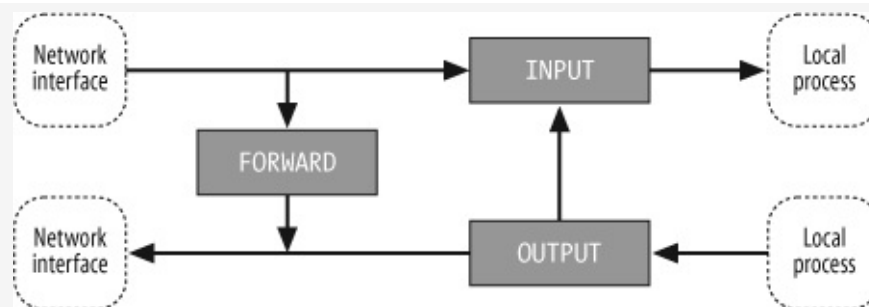 Network
interface
INPUT
Local
process
FORWARD
Network
interface
OUTPUT
Local
process